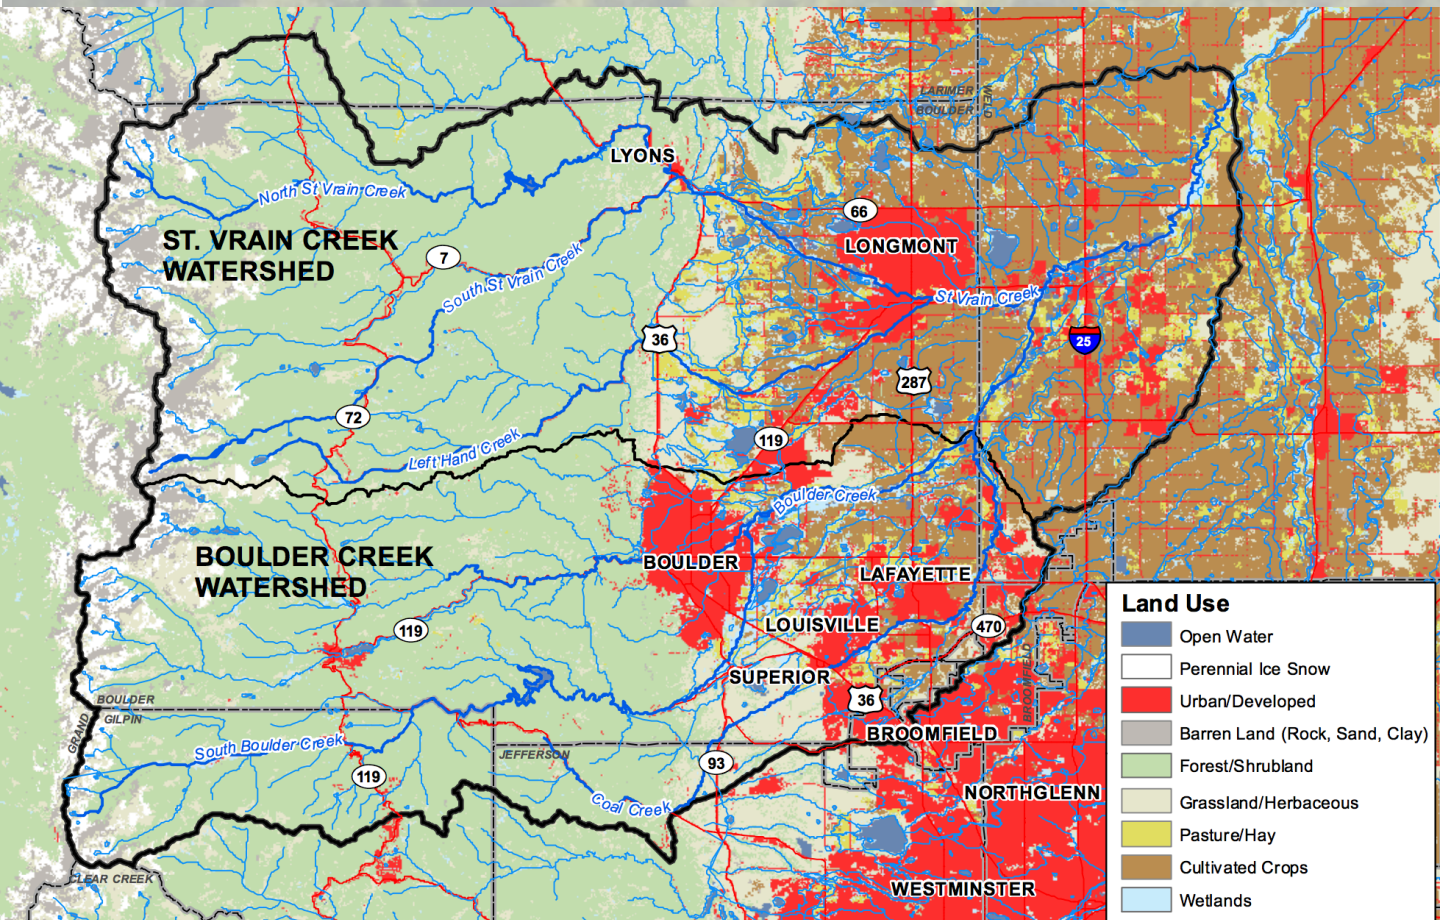 LARIMER
BOULDER
WELD
LYONS
North St Vrain Creek
66
ST. VRAIN CREEK
WATERSHED
LONGMONT
7
South St Vrain Creek
St Vrain Creek
36
25
287
72
119
Left Hand Creek
Boulder Creek
BOULDER CREEK
WATERSHED
BOULDER
LAFAYETTE
119
LOUISVILLE
470
SUPERIOR
36
BROOMFIELD
BOULDER
GILPIN
GRAND
South Boulder Creek
JEFFERSON
BROOMFIELD
119
93
Coal Creek
NORTHGLENN
CLEAR CREEK
WESTMINSTER
Land Use
Open Water
Perennial Ice Snow
Urban/Developed
Barren Land (Rock, Sand, Clay)
Forest/Shrubland
Grassland/Herbaceous
Pasture/Hay
Cultivated Crops
Wetlands